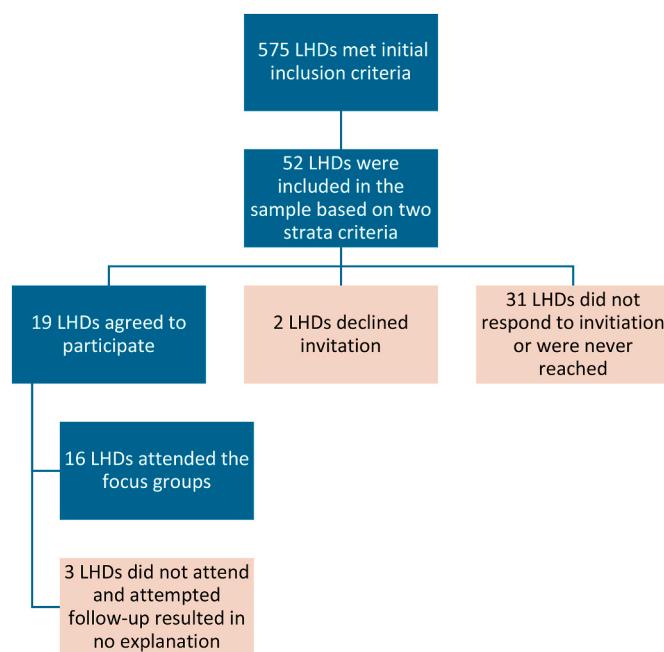 575 LHDs met initial
inclusion criteria
52 LHDs were
included in the
sample based on two
strata criteria
19 LHDs agreed to
participate
2 LHDs declined
invitation
31 LHDs did not
respond to invitiation
or were never
reached
16 LHDs attended the
focus groups
3 LHDs did not attend
and attempted
follow-up resulted in
no explanation